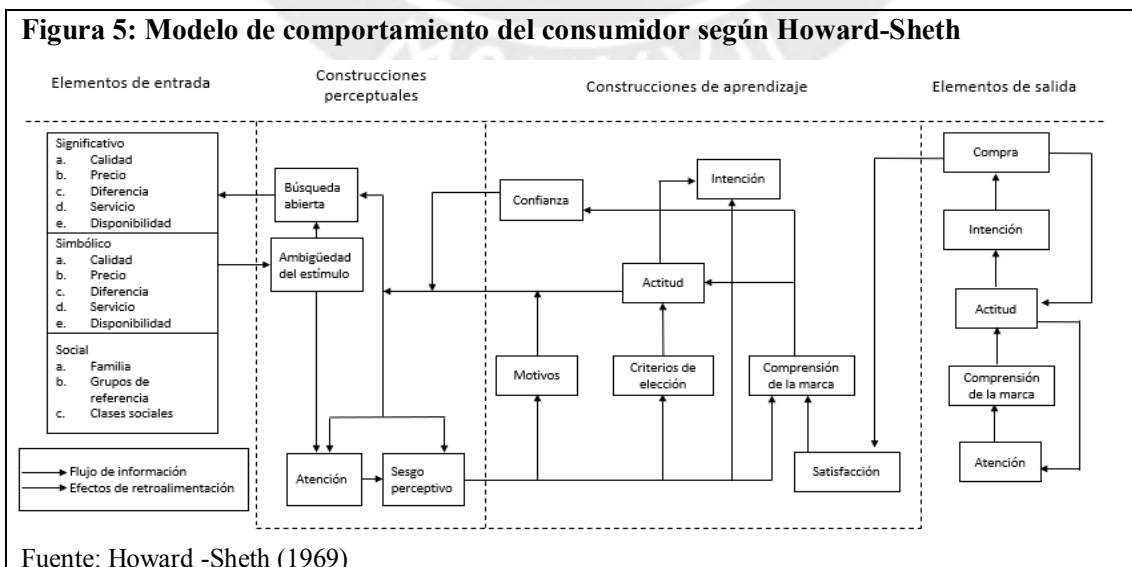 Figura 5: Modelo de comportamiento del consumidor según Howard-Sheth
Elementos de entrada
Construcciones
perceptuales
Construcciones de aprendizaje
Elementos de salida
Significativo
a. Calidad
b. Precio
c. Diferencia
d. Servicio
e. Disponibilidad
Simbólico
a. Calidad
b. Precio
c. Diferencia
d. Servicio
e. Disponibilidad
Social
a. Familia
b. Grupos de
referencia
c. Clases sociales
Flujo de información
Efectos de retroalimentación
Búsqueda
abierta
Ambigüedad
del estímulo
Atención
Sesgo
perceptivo
Confianza
Intención
Actitud
Motivos
Criterios de
elección
Comprensión
de la marca
Satisfacción
Compra
Intención
Actitud
Comprensión
de la marca
Atención
Fuente: Howard -Sheth (1969)